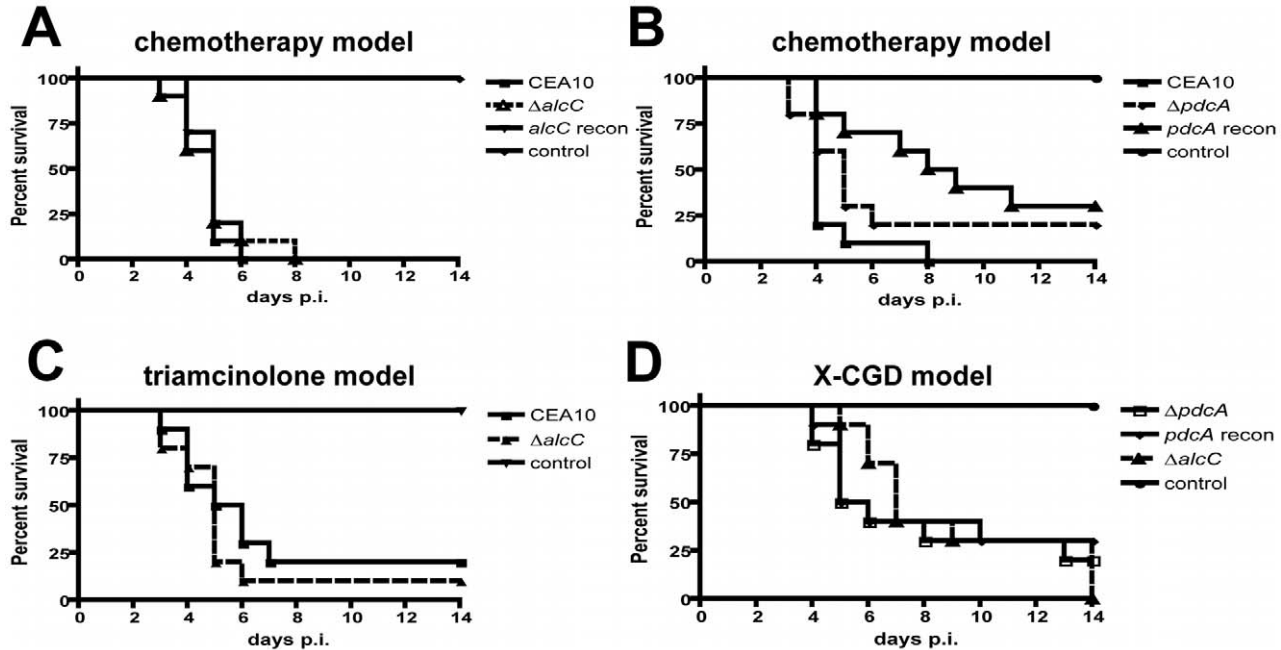 A
chemotherapy model
Percent survival
100
75
50
25
0
0 2 4 6 8 10 12 14
days p.i.
CEA10
ΔalcC
alcC recon
control
B
chemotherapy model
Percent survival
100
75
50
25
0
0 2 4 6 8 10 12 14
days p.i.
CEA10
ΔpdcA
pdcA recon
control
C
triamcinolone model
Percent survival
100
75
50
25
0
0 2 4 6 8 10 12 14
days p.i.
CEA10
ΔalcC
control
D
X-CGD model
Percent survival
100
75
50
25
0
0 2 4 6 8 10 12 14
days p.i.
ΔpdcA
pdcA recon
ΔalcC
control